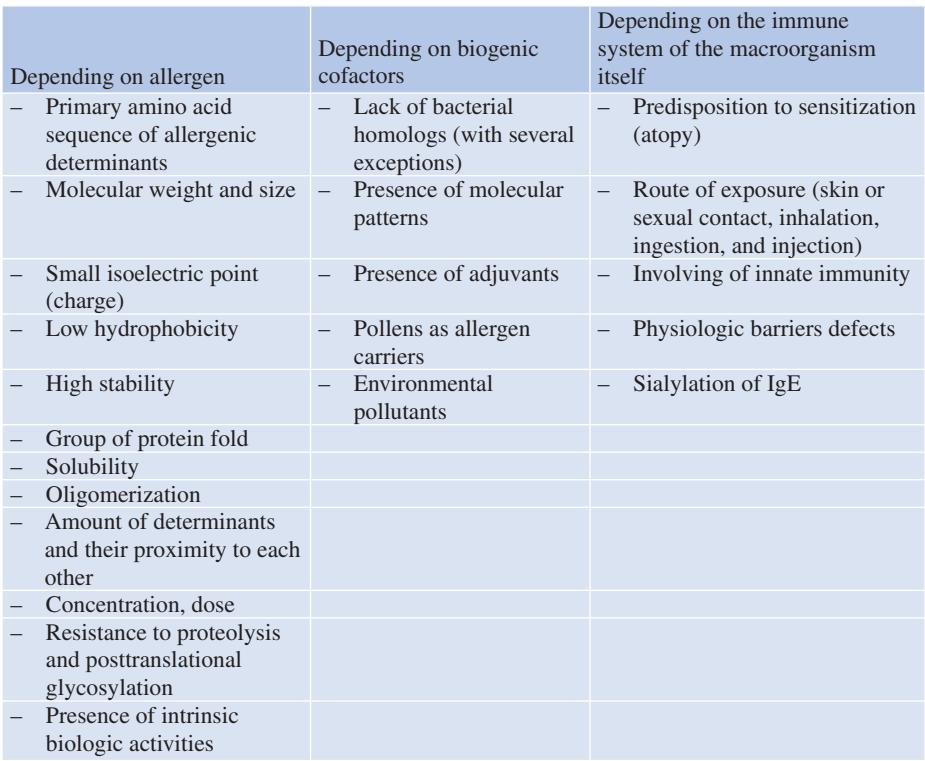 Depending on allergen
Depending on biogenic
cofactors
Depending on the immune
system of the macroorganism
itself
– Primary amino acid
sequence of allergenic
determinants
– Lack of bacterial
homologs (with several
exceptions)
– Predisposition to sensitization
(atopy)
– Molecular weight and size
– Presence of molecular
patterns
– Route of exposure (skin or
sexual contact, inhalation,
ingestion, and injection)
– Small isoelectric point
(charge)
– Presence of adjuvants
– Involving of innate immunity
– Low hydrophobicity
– Pollens as allergen
carriers
– Physiologic barriers defects
– High stability
– Environmental
pollutants
– Sialylation of IgE
– Group of protein fold
– Solubility
– Oligomerization
– Amount of determinants
and their proximity to each
other
– Concentration, dose
– Resistance to proteolysis
and posttranslational
glycosylation
– Presence of intrinsic
biologic activities